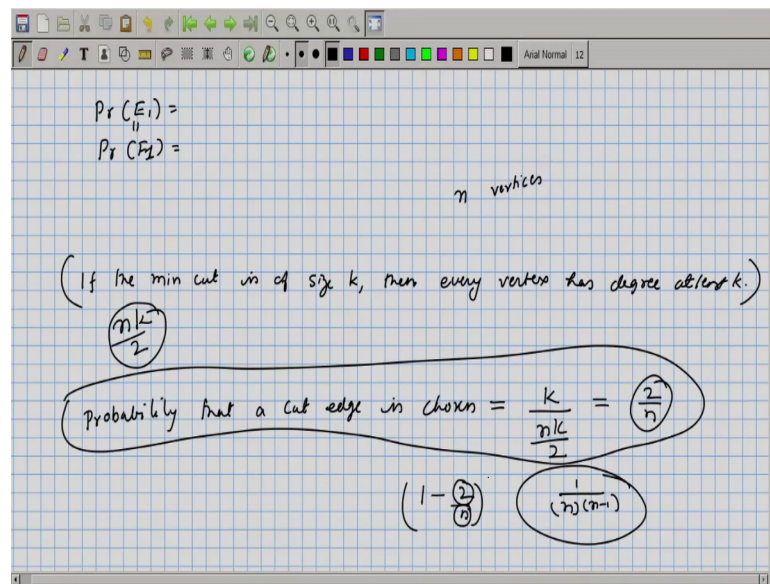 T
Arial Normal 12
Pr (E1) =
"
Pr (F1) =
n vertices
(If the min cut is of size k, then every vertex has degree atleast k.)
nk
2
Probability that a cut edge is chosen = k / nk/2 = 2/n
(1 - 2/n) 1/(n)(n-1)